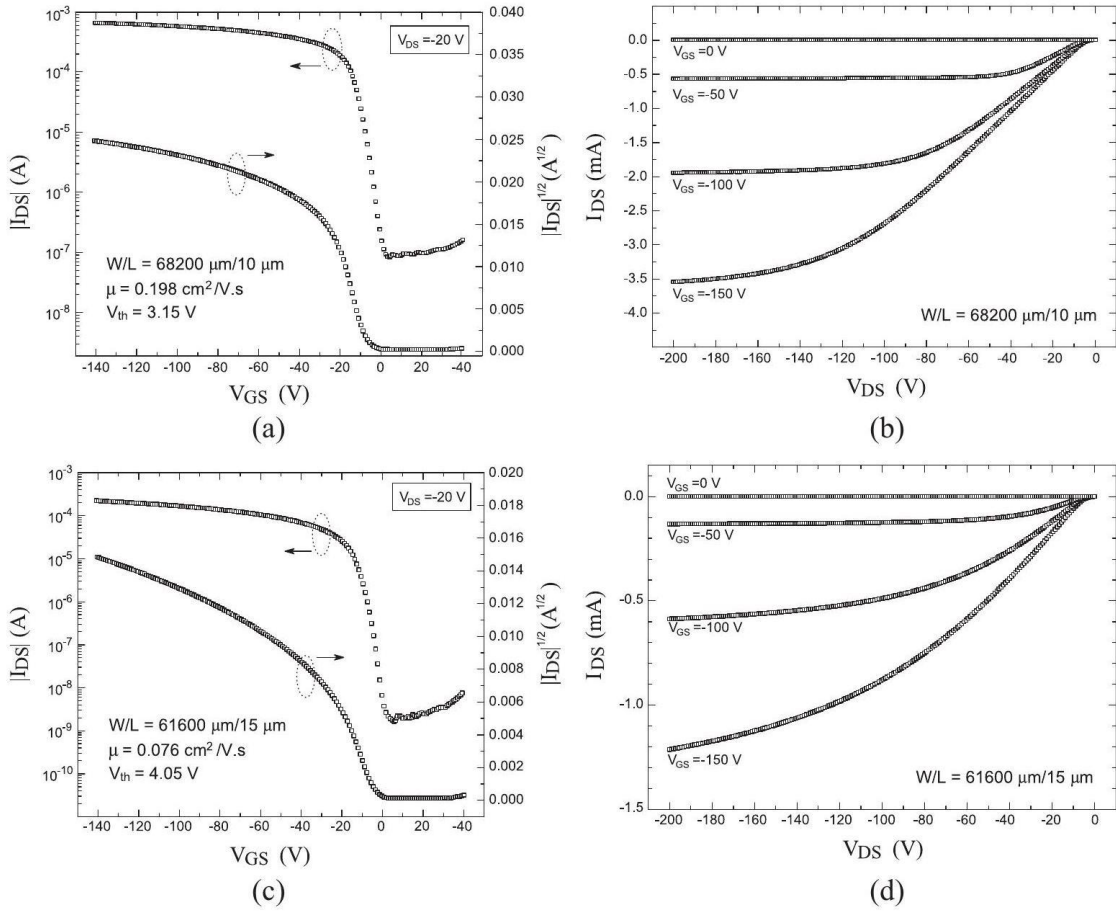 10⁻³
10⁻⁴
10⁻⁵
10⁻⁶
10⁻⁷
10⁻⁸
|I_DS| (A)
V_DS =-20 V
W/L = 68200 μm/10 μm
μ = 0.198 cm²/V.s
V_th = 3.15 V
0.040
0.035
0.030
0.025
0.020
0.015
0.010
0.005
0.000
|I_DS|^1/2 (A^1/2)
-140 -120 -100 -80 -60 -40 -20 0 -20 -40
V_GS (V)
(a)
0.0
-0.5
-1.0
-1.5
-2.0
-2.5
-3.0
-3.5
-4.0
I_DS (mA)
V_GS =0 V
V_GS =-50 V
V_GS =-100 V
V_GS =-150 V
W/L = 68200 μm/10 μm
-200 -180 -160 -140 -120 -100 -80 -60 -40 -20 0
V_DS (V)
(b)
10⁻³
10⁻⁴
10⁻⁵
10⁻⁶
10⁻⁷
10⁻⁸
10⁻⁹
10⁻¹⁰
|I_DS| (A)
V_DS =-20 V
W/L = 61600 μm/15 μm
μ = 0.076 cm²/V.s
V_th = 4.05 V
0.020
0.018
0.016
0.014
0.012
0.010
0.008
0.006
0.004
0.002
0.000
|I_DS|^1/2 (A^1/2)
-140 -120 -100 -80 -60 -40 -20 0 -20 -40
V_GS (V)
(c)
0.0
-0.5
-1.0
-1.5
I_DS (mA)
V_GS =0 V
V_GS =-50 V
V_GS =-100 V
V_GS =-150 V
W/L = 61600 μm/15 μm
-200 -180 -160 -140 -120 -100 -80 -60 -40 -20 0
V_DS (V)
(d)